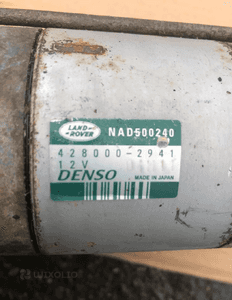 LAND-
ROVER
NAD500240
428000-2941
12V
DENSO
MADE IN JAPAN